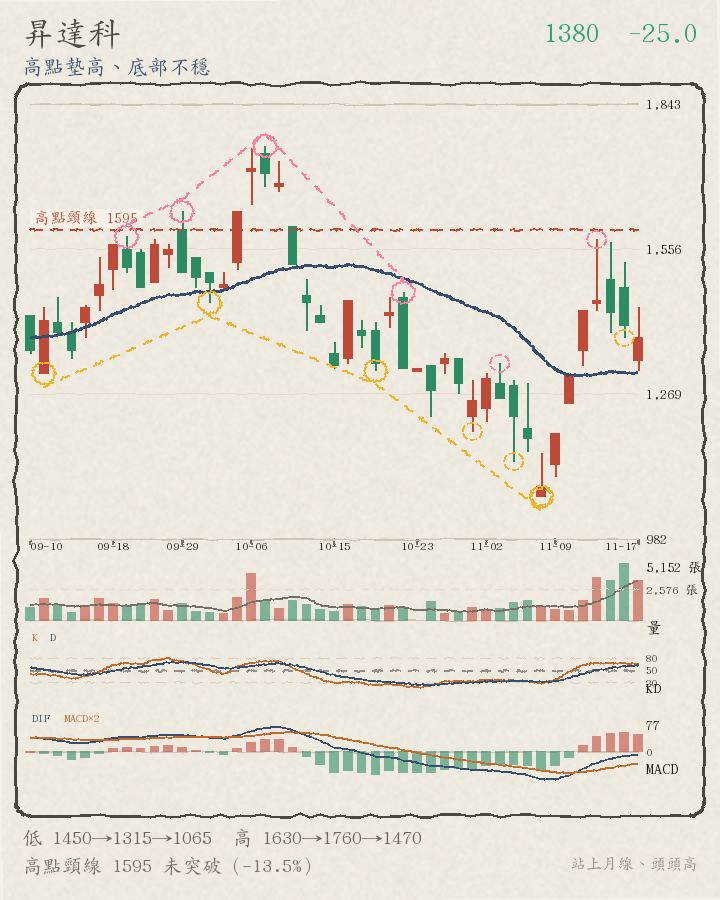 昇達科
1380 -25.0
高點墊高、底部不穩
1,843
高點頸線 1595
1,556
1,269
982
09-10 09-18 09-29 10-06 10-15 10-23 11-02 11-09 11-17
5,152 張
2,576 張
量
K D
80
50
20
KD
DIF MACD×2
77
0
MACD
低 1450→1315→1065 高 1630→1760→1470
高點頸線 1595 未突破 (-13.5%)
站上月線、頭頭高